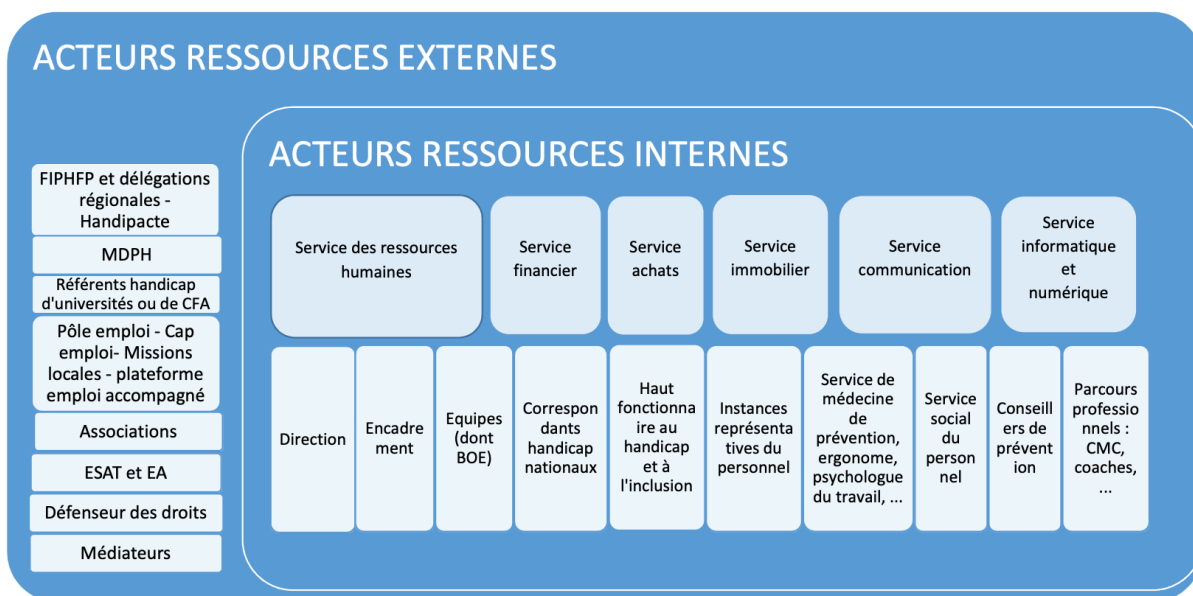 ACTEURS RESSOURCES EXTERNES
FIPHFP et délégations
régionales -
Handipacte
MDPH
Référents handicap
d'universités ou de CFA
Pôle emploi - Cap
emploi- Missions
locales - plateforme
emploi accompagné
Associations
ESAT et EA
Défenseur des droits
Médiateurs
ACTEURS RESSOURCES INTERNES
Service des ressources
humaines
Service
financier
Service
achats
Service
immobilier
Service
communication
Service
informatique
et
numérique
Direction
Encadre
ment
Equipes
(dont
BOE)
Correspon
dants
handicap
nationaux
Haut
fonctionna
ire au
handicap
et à
l'inclusion
Instances
représenta
tives du
personnel
Service de
médecine
de
prévention,
ergonome,
psychologue
du travail, ...
Service
social
du
person
nel
Conseill
ers de
prévent
ion
Parcours
professio
nnels :
CMC,
coaches,
...